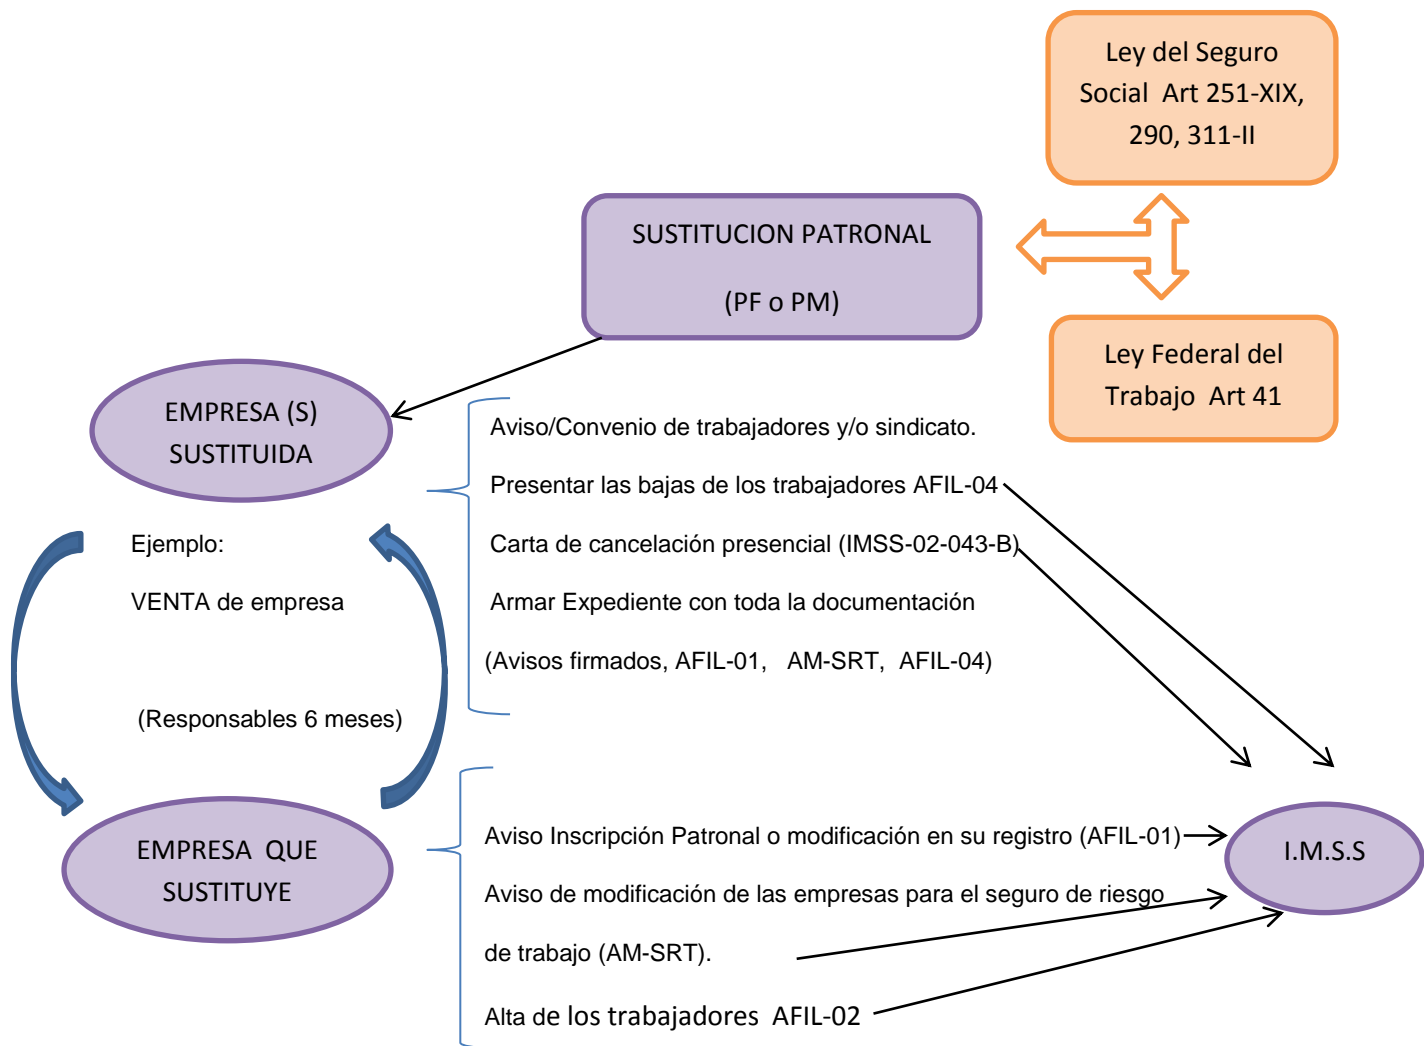 Ley del Seguro
Social Art 251-XIX,
290, 311-II
SUSTITUCION PATRONAL
(PF o PM)
Ley Federal del
Trabajo Art 41
EMPRESA (S)
SUSTITUIDA
Aviso/Convenio de trabajadores y/o sindicato.
Presentar las bajas de los trabajadores AFIL-04
Carta de cancelación presencial (IMSS-02-043-B)
Armar Expediente con toda la documentación
(Avisos firmados, AFIL-01, AM-SRT, AFIL-04)
Ejemplo:
VENTA de empresa
(Responsables 6 meses)
EMPRESA QUE
SUSTITUYE
Aviso Inscripción Patronal o modificación en su registro (AFIL-01)
Aviso de modificación de las empresas para el seguro de riesgo
de trabajo (AM-SRT).
Alta de los trabajadores AFIL-02
I.M.S.S